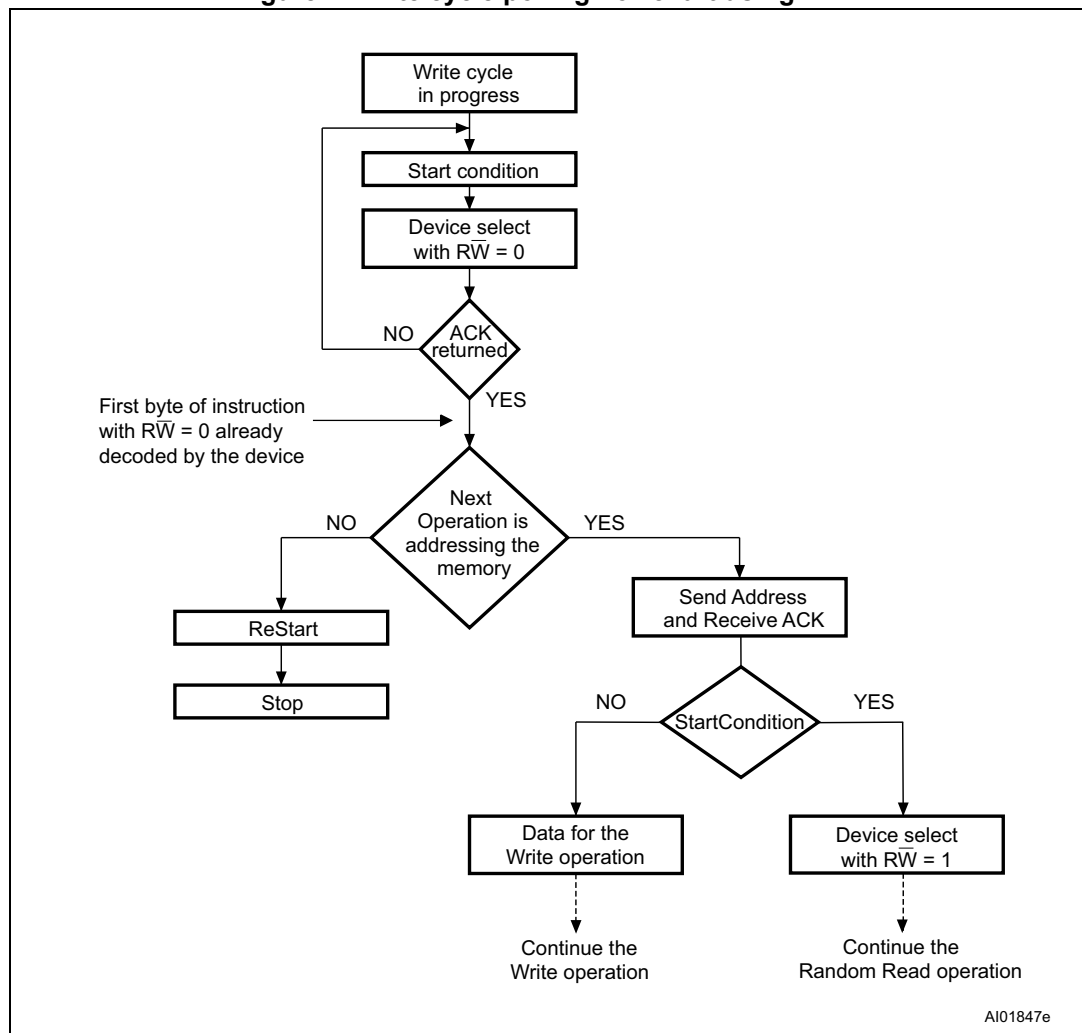 Write cycle
in progress
Start condition
Device select
with RW̅ = 0
ACK
returned
NO
YES
First byte of instruction
with RW̅ = 0 already
decoded by the device
Next
Operation is
addressing the
memory
NO
YES
Send Address
and Receive ACK
ReStart
Stop
StartCondition
NO
YES
Data for the
Write operation
Device select
with RW̅ = 1
Continue the
Write operation
Continue the
Random Read operation
AI01847e